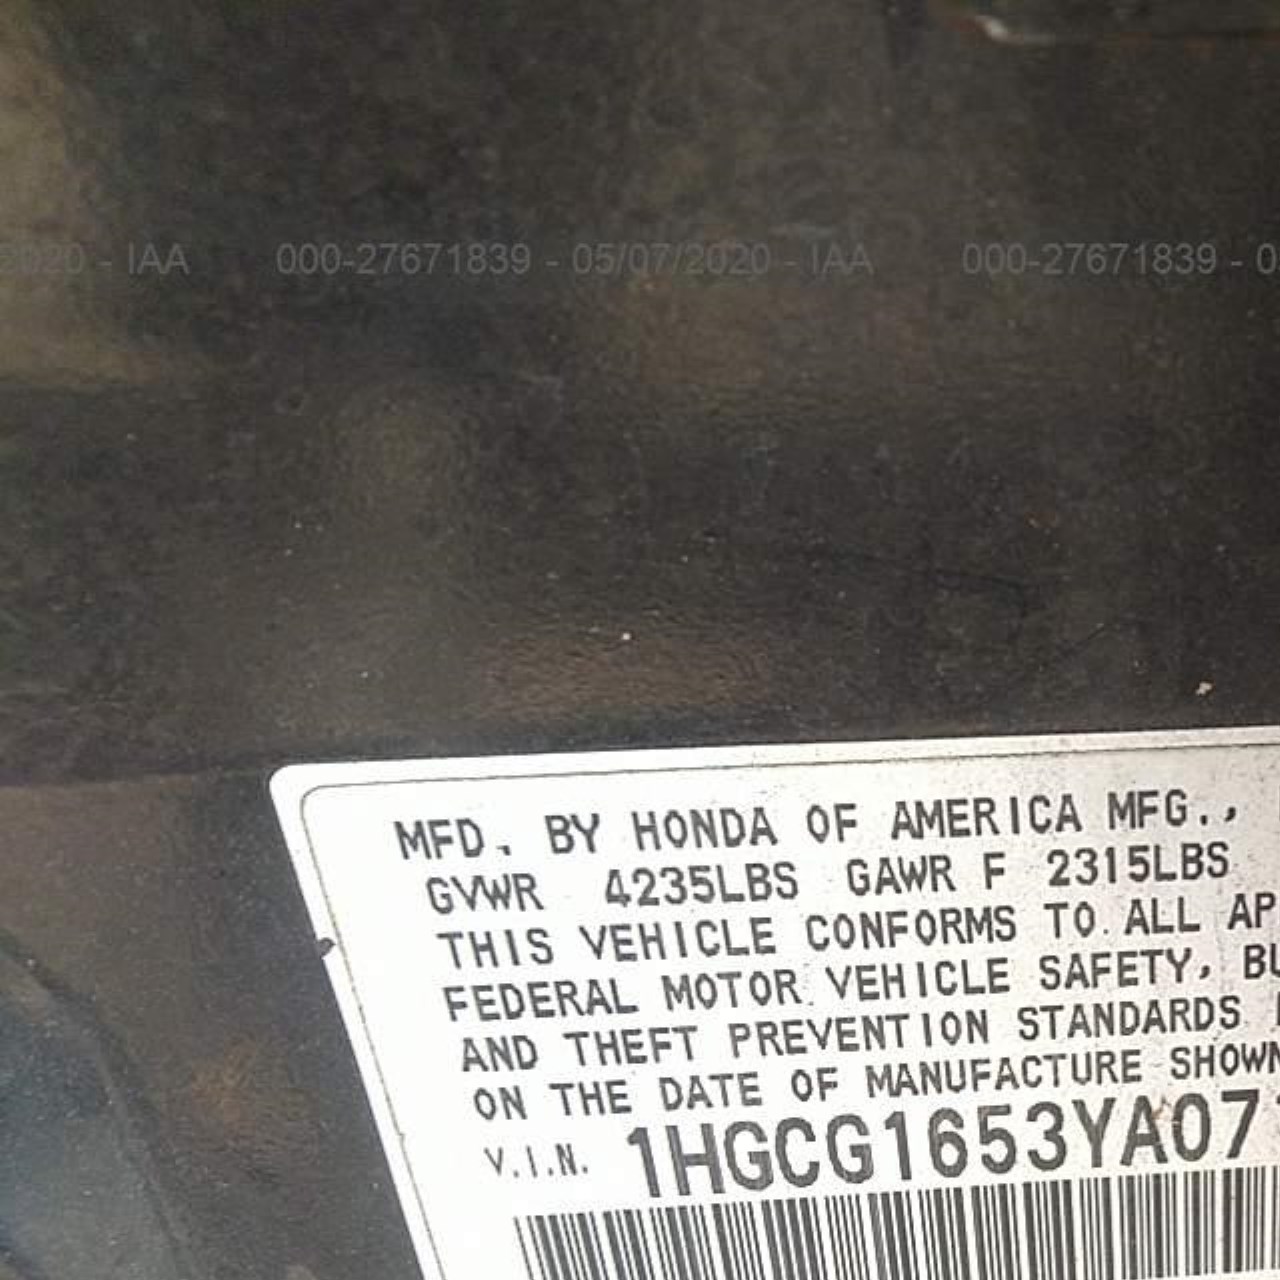 2020 - IAA 000-27671839 - 05/07/2020 - IAA 000-27671839 - 0
MFD. BY HONDA OF AMERICA MFG.,
GVWR 4235LBS GAWR F 2315LBS
THIS VEHICLE CONFORMS TO ALL AP
FEDERAL MOTOR VEHICLE SAFETY, BU
AND THEFT PREVENTION STANDARDS
ON THE DATE OF MANUFACTURE SHOWN
V.I.N. 1HGCG1653YA07